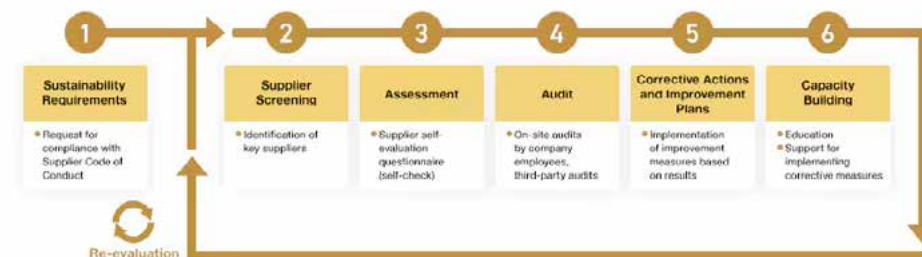 1
2
3
4
5
6
Sustainability
Requirements
Request for
compliance with
Supplier Code of
Conduct
Supplier
Screening
Identification of
key suppliers
Assessment
Supplier self-
evaluation
questionnaire
(self-check)
Audit
On-site audits
by company
employees,
third-party audits
Corrective Actions
and Improvement
Plans
Implementation
of improvement
measures based
on results
Capacity
Building
Education
Support for
implementing
corrective measures
Re-evaluation